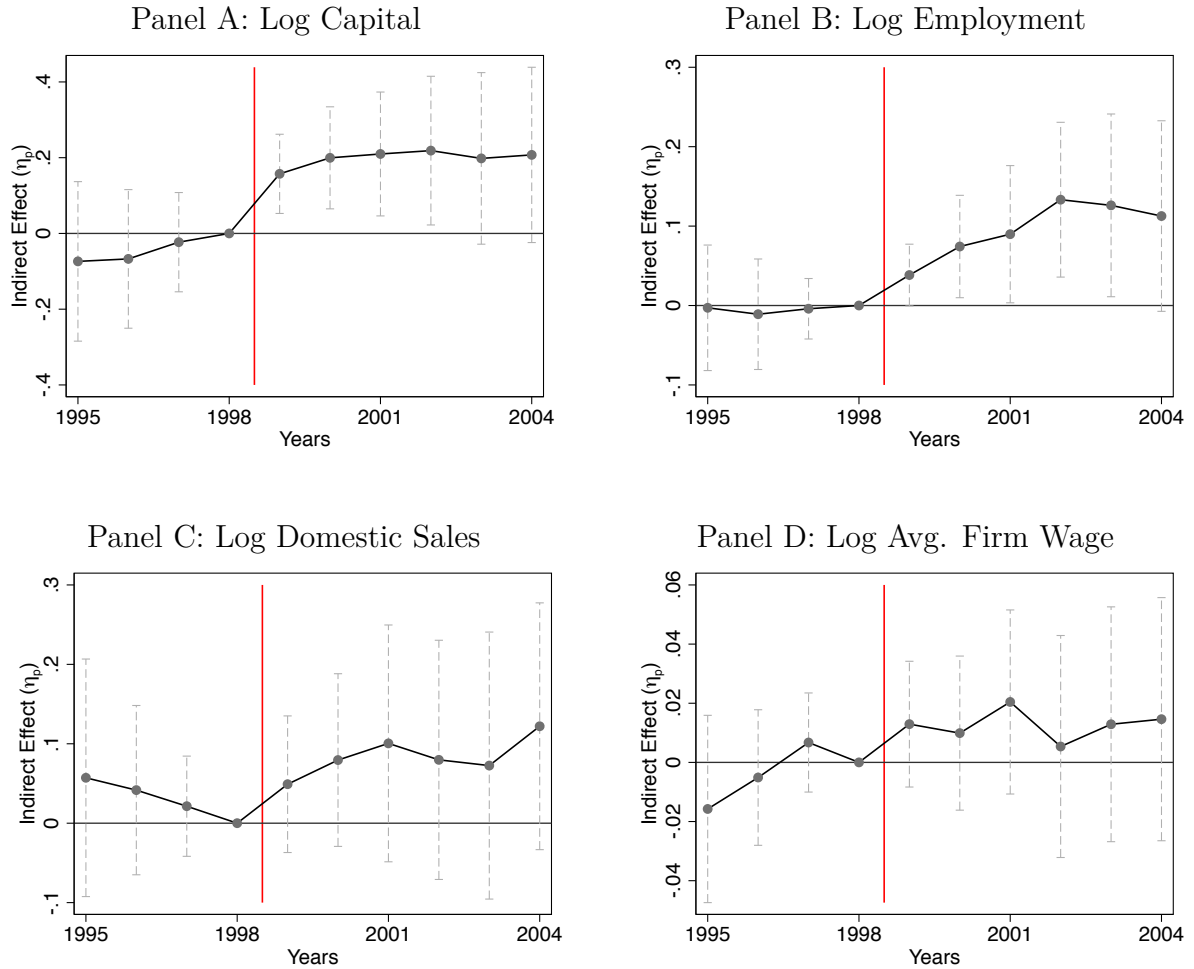 Panel A: Log Capital
Indirect Effect (ηp)
.4
.2
0
-.2
-.4
1995 1998 2001 2004
Years
Panel B: Log Employment
Indirect Effect (ηp)
.3
.2
.1
0
-.1
1995 1998 2001 2004
Years
Panel C: Log Domestic Sales
Indirect Effect (ηp)
.3
.2
.1
0
-.1
1995 1998 2001 2004
Years
Panel D: Log Avg. Firm Wage
Indirect Effect (ηp)
.06
.04
.02
0
-.02
-.04
1995 1998 2001 2004
Years